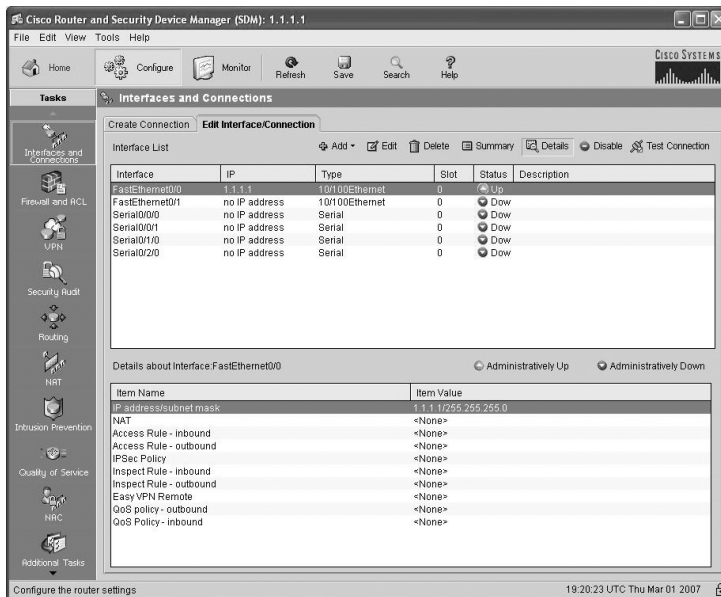 Cisco Router and Security Device Manager (SDM): 1.1.1.1
File Edit View Tools Help
Home Configure Monitor Refresh Save Search Help
CISCO SYSTEMS
Tasks
Interfaces and Connections
Firewall and ACL
VPN
Security Audit
Routing
NAT
Intrusion Prevention
Quality of Service
NAC
Additional Tasks
Interfaces and Connections
Create Connection Edit Interface/Connection
Interface List Add Edit Delete Summary Details Disable Test Connection
Interface IP Type Slot Status Description
FastEthernet0/0 1.1.1.1 10/100Ethernet 0 Up
FastEthernet0/1 no IP address 10/100Ethernet 0 Dow
Serial0/0/0 no IP address Serial 0 Dow
Serial0/0/1 no IP address Serial 0 Dow
Serial0/1/0 no IP address Serial 0 Dow
Serial0/2/0 no IP address Serial 0 Dow
Details about Interface:FastEthernet0/0 Administratively Up Administratively Down
Item Name Item Value
IP address/subnet mask 1.1.1.1/255.255.255.0
NAT <None>
Access Rule - inbound <None>
Access Rule - outbound <None>
IPSec Policy <None>
Inspect Rule - inbound <None>
Inspect Rule - outbound <None>
Easy VPN Remote <None>
QoS policy - outbound <None>
QoS Policy - inbound <None>
Configure the router settings 19:20:23 UTC Thu Mar 01 2007